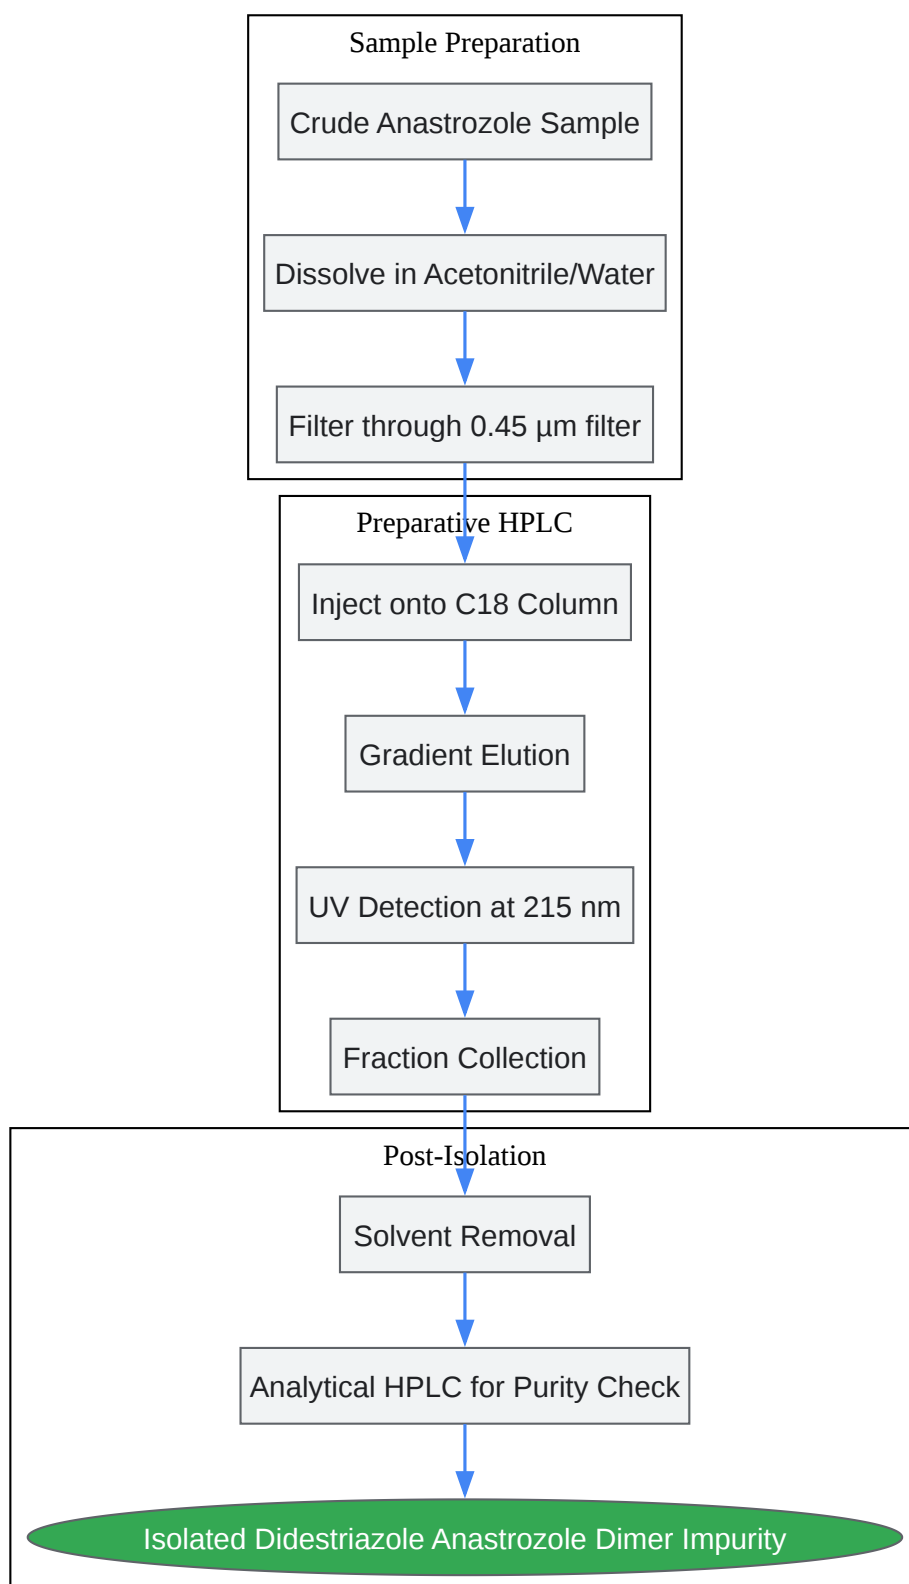 Sample Preparation
Crude Anastrozole Sample
Dissolve in Acetonitrile/Water
Filter through 0.45 µm filter
Preparative HPLC
Inject onto C18 Column
Gradient Elution
UV Detection at 215 nm
Fraction Collection
Post-Isolation
Solvent Removal
Analytical HPLC for Purity Check
Isolated Didestriazole Anastrozole Dimer Impurity